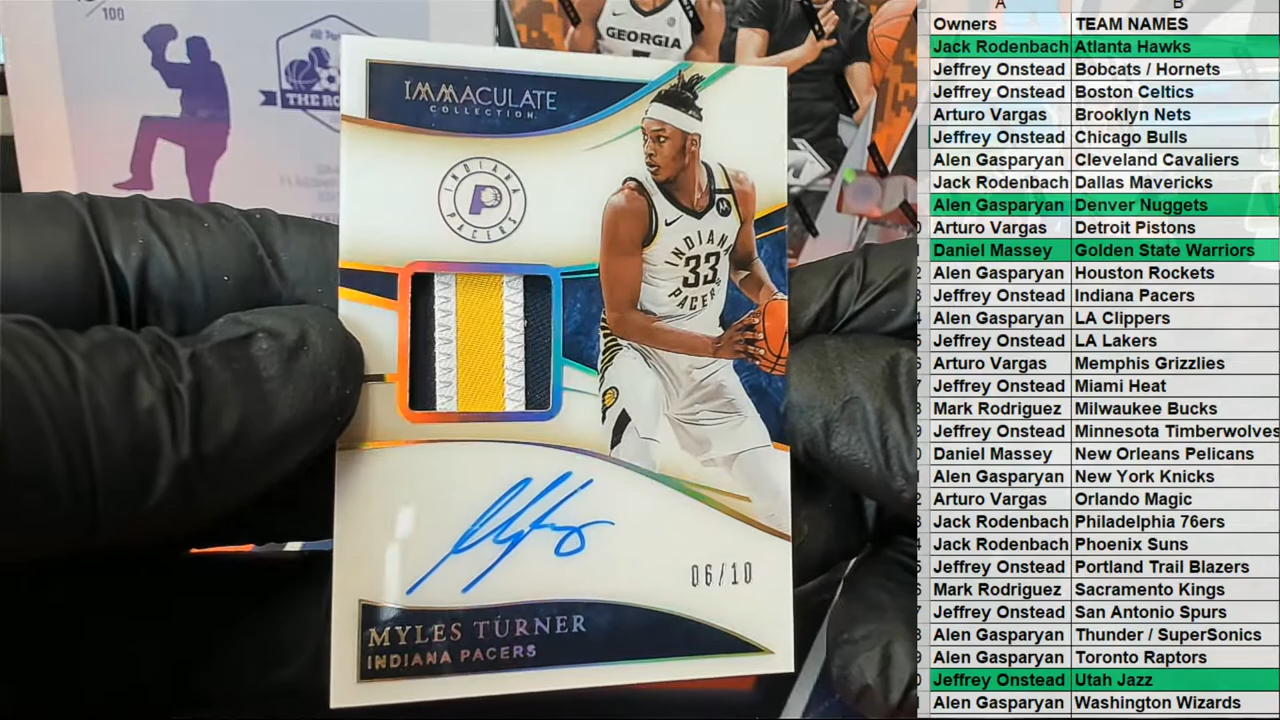 /100
THE RO
GEORGIA
IMMACULATE
COLLECTION
INDIANA
PACERS
INDIANA
33
PACERS
06/10
MYLES TURNER
INDIANA PACERS
A B
Owners TEAM NAMES
Jack Rodenbach Atlanta Hawks
Jeffrey Onstead Bobcats / Hornets
Jeffrey Onstead Boston Celtics
Arturo Vargas Brooklyn Nets
Jeffrey Onstead Chicago Bulls
Alen Gasparyan Cleveland Cavaliers
Jack Rodenbach Dallas Mavericks
Alen Gasparyan Denver Nuggets
Arturo Vargas Detroit Pistons
Daniel Massey Golden State Warriors
Alen Gasparyan Houston Rockets
Jeffrey Onstead Indiana Pacers
Alen Gasparyan LA Clippers
Jeffrey Onstead LA Lakers
Arturo Vargas Memphis Grizzlies
Jeffrey Onstead Miami Heat
Mark Rodriguez Milwaukee Bucks
Jeffrey Onstead Minnesota Timberwolves
Daniel Massey New Orleans Pelicans
Alen Gasparyan New York Knicks
Arturo Vargas Orlando Magic
Jack Rodenbach Philadelphia 76ers
Jack Rodenbach Phoenix Suns
Jeffrey Onstead Portland Trail Blazers
Mark Rodriguez Sacramento Kings
Jeffrey Onstead San Antonio Spurs
Alen Gasparyan Thunder / SuperSonics
Alen Gasparyan Toronto Raptors
Jeffrey Onstead Utah Jazz
Alen Gasparyan Washington Wizards